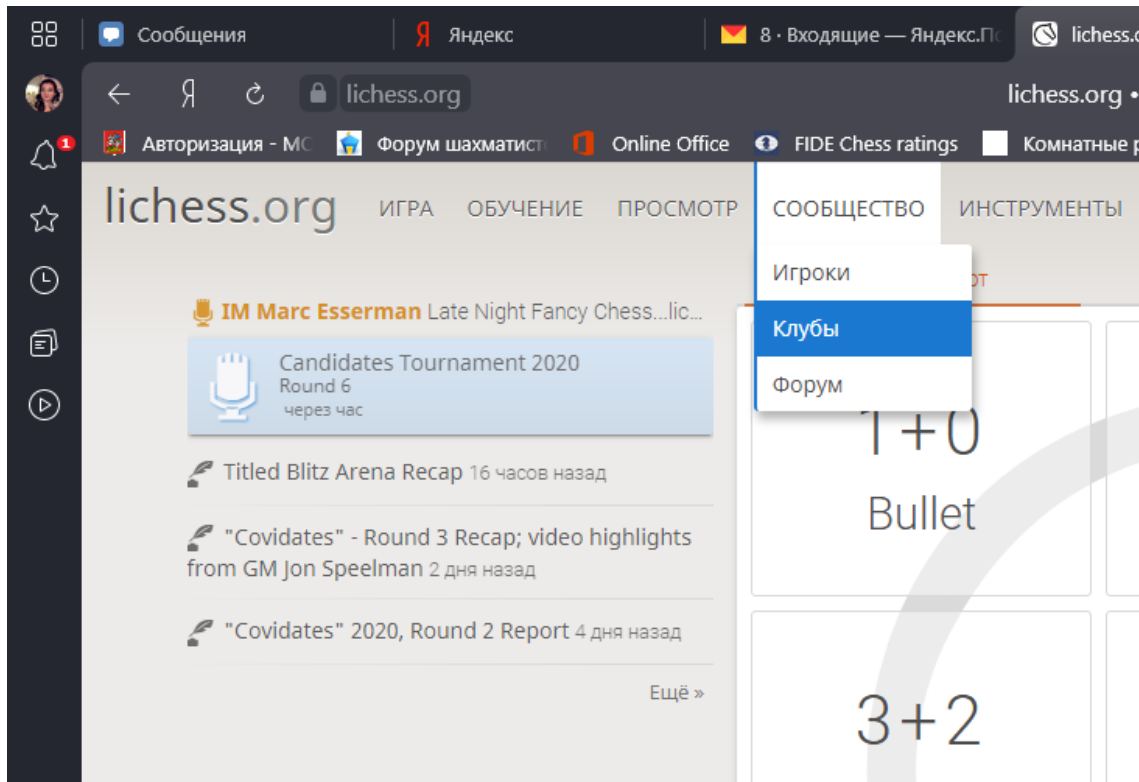 Сообщения
Яндекс
8 · Входящие — Яндекс.П
lichess.
1
Я
lichess.org
lichess.org •
Авторизация - МС
Форум шахматист
Online Office
FIDE Chess ratings
Комнатные р
lichess.org ИГРА ОБУЧЕНИЕ ПРОСМОТР СООБЩЕСТВО ИНСТРУМЕНТЫ
Игроки
Клубы
Форум
IM Marc Esserman Late Night Fancy Chess...lic...
Candidates Tournament 2020
Round 6
через час
Titled Blitz Arena Recap 16 часов назад
"Covidates" - Round 3 Recap; video highlights
from GM Jon Speelman 2 дня назад
"Covidates" 2020, Round 2 Report 4 дня назад
Ещё »
1+0
Bullet
3+2